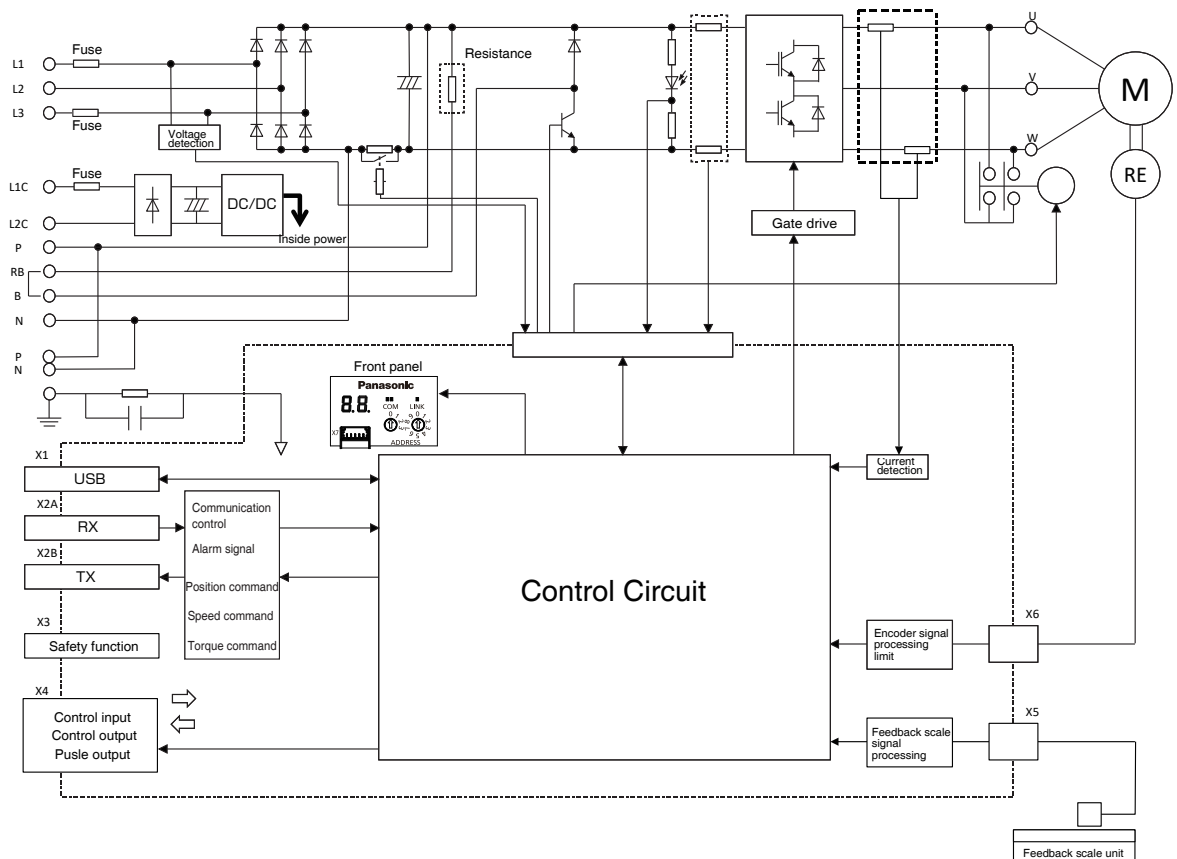 U
Fuse
L1
Resistance
V
M
L2
L3
Fuse
Voltage
detection
W
Fuse
L1C
DC/DC
RE
L2C
Gate drive
Inside power
P
RB
B
N
P
N
Front panel
Panasonic
8.8.
COM
LINK
X7
ADDRESS
X1
USB
Current
detection
X2A
RX
Communication
control
Alarm signal
X2B
TX
Position command
Control Circuit
Speed command
X3
Safety function
Torque command
X6
Encoder signal
processing
limit
X4
Control input
Control output
Pusle output
X5
Feedback scale
signal
processing
Feedback scale unit